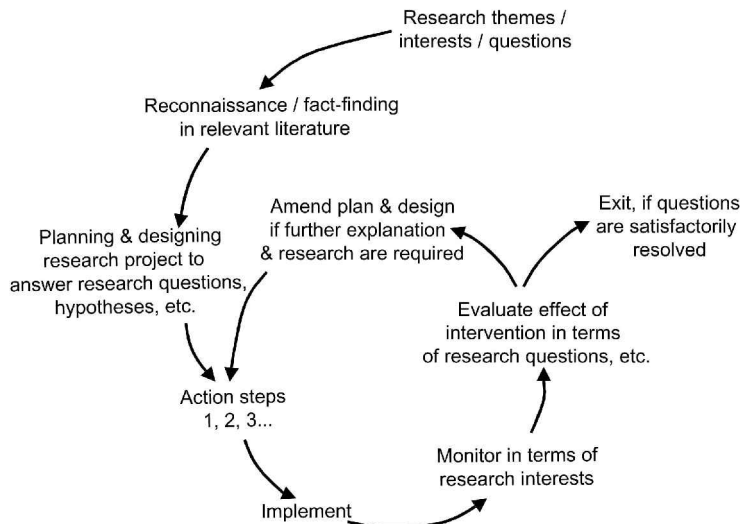 Research themes /
interests / questions
Reconnaissance / fact-finding
in relevant literature
Planning & designing
research project to
answer research questions,
hypotheses, etc.
Amend plan & design
if further explanation
& research are required
Exit, if questions
are satisfactorily
resolved
Evaluate effect of
intervention in terms
of research questions, etc.
Action steps
1, 2, 3...
Monitor in terms of
research interests
Implement